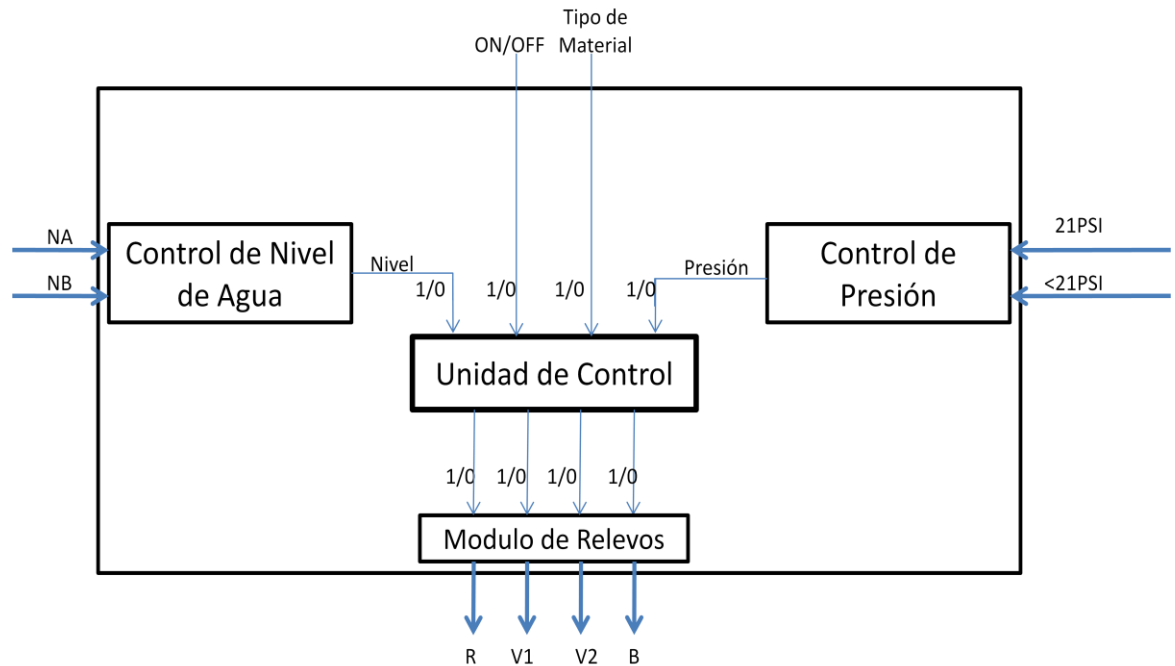 Tipo de
ON/OFF Material
NA
NB
Control de Nivel
de Agua
Nivel
1/0 1/0 1/0 1/0
Presión
Control de
Presión
21PSI
<21PSI
Unidad de Control
1/0 1/0 1/0 1/0
Modulo de Relevos
R V1 V2 B